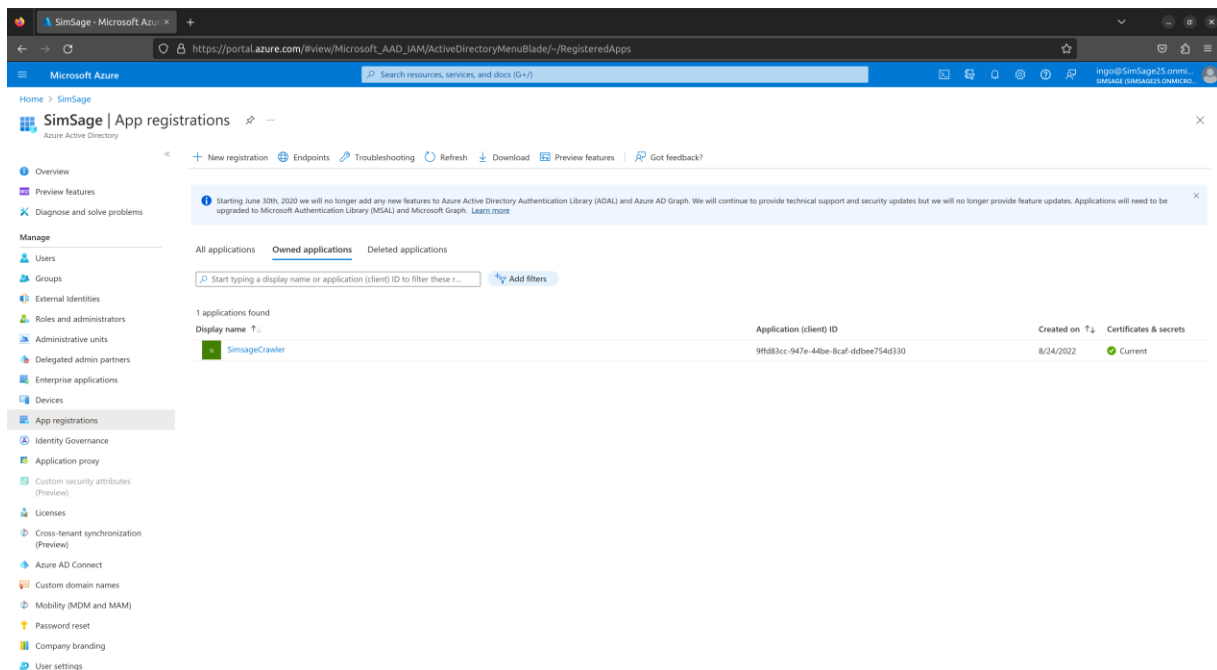 SimSage - Microsoft Azur
https://portal.azure.com/#view/Microsoft_AAD_IAM/ActiveDirectoryMenuBlade/~/RegisteredApps
Microsoft Azure
Search resources, services, and docs (G+/)
ingo@SimSage25.onmi...
SIMSAGE (SIMSAGE25.ONMICRO...
Home > SimSage
SimSage | App registrations
Azure Active Directory
New registration Endpoints Troubleshooting Refresh Download Preview features Got feedback?
Overview
Preview features
Diagnose and solve problems
Manage
Users
Groups
External Identities
Roles and administrators
Administrative units
Delegated admin partners
Enterprise applications
Devices
App registrations
Identity Governance
Application proxy
Custom security attributes
(Preview)
Licenses
Cross-tenant synchronization
(Preview)
Azure AD Connect
Custom domain names
Mobility (MDM and MAM)
Password reset
Company branding
User settings
Starting June 30th, 2020 we will no longer add any new features to Azure Active Directory Authentication Library (ADAL) and Azure AD Graph. We will continue to provide technical support and security updates but we will no longer provide feature updates. Applications will need to be
upgraded to Microsoft Authentication Library (MSAL) and Microsoft Graph. Learn more
All applications Owned applications Deleted applications
Start typing a display name or application (client) ID to filter these r...
Add filters
1 applications found
Display name Application (client) ID Created on Certificates & secrets
SI SimsageCrawler 9ffd83cc-947e-44be-8caf-ddbee754d330 8/24/2022 Current